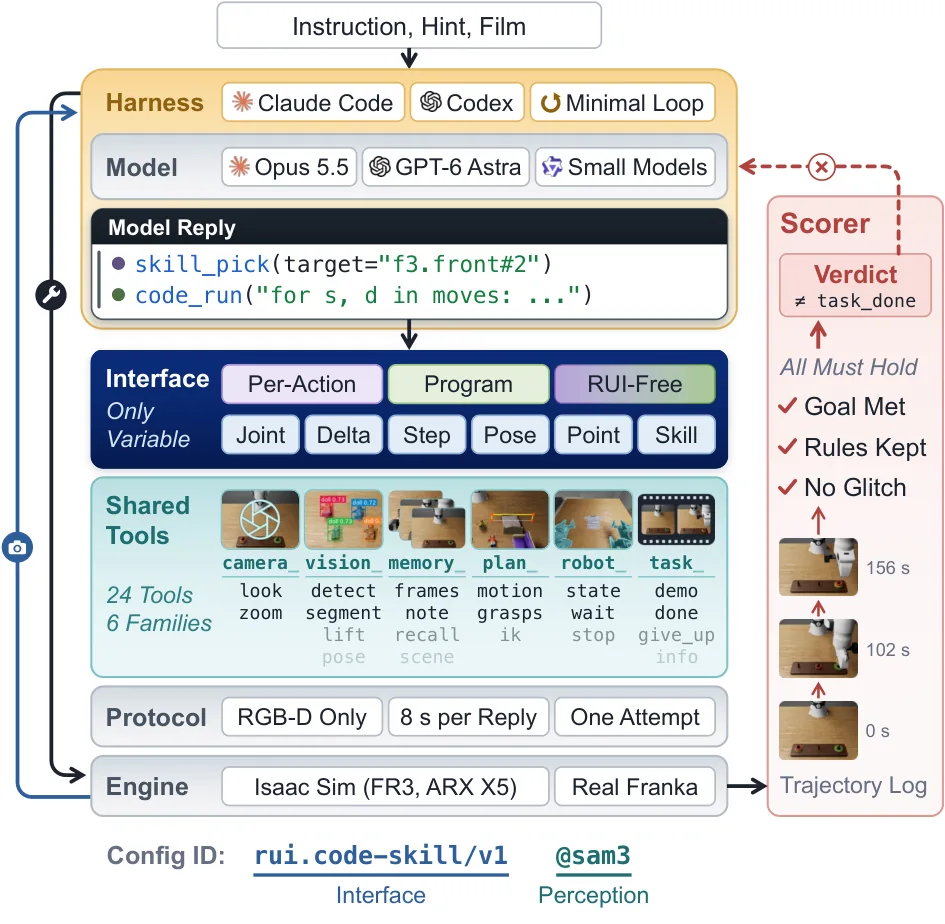 Instruction, Hint, Film
Harness
Claude Code
Codex
Minimal Loop
Model
Opus 5.5
GPT-6 Astra
Small Models
Model Reply
skill_pick(target="f3.front#2")
code_run("for s, d in moves: ...")
Interface
Only
Variable
Per-Action
Program
RUI-Free
Joint
Delta
Step
Pose
Point
Skill
Shared
Tools
24 Tools
6 Families
camera_
look
zoom
vision_
detect
segment
lift
pose
memory_
frames
note
recall
scene
plan_
motion
grasps
ik
robot_
state
wait
stop
task_
demo
done
give_up
info
Protocol
RGB-D Only
8 s per Reply
One Attempt
Engine
Isaac Sim (FR3, ARX X5)
Real Franka
Scorer
Verdict
≠ task_done
All Must Hold
Goal Met
Rules Kept
No Glitch
156 s
102 s
0 s
Trajectory Log
Config ID:
rui.code-skill/v1
@sam3
Interface
Perception